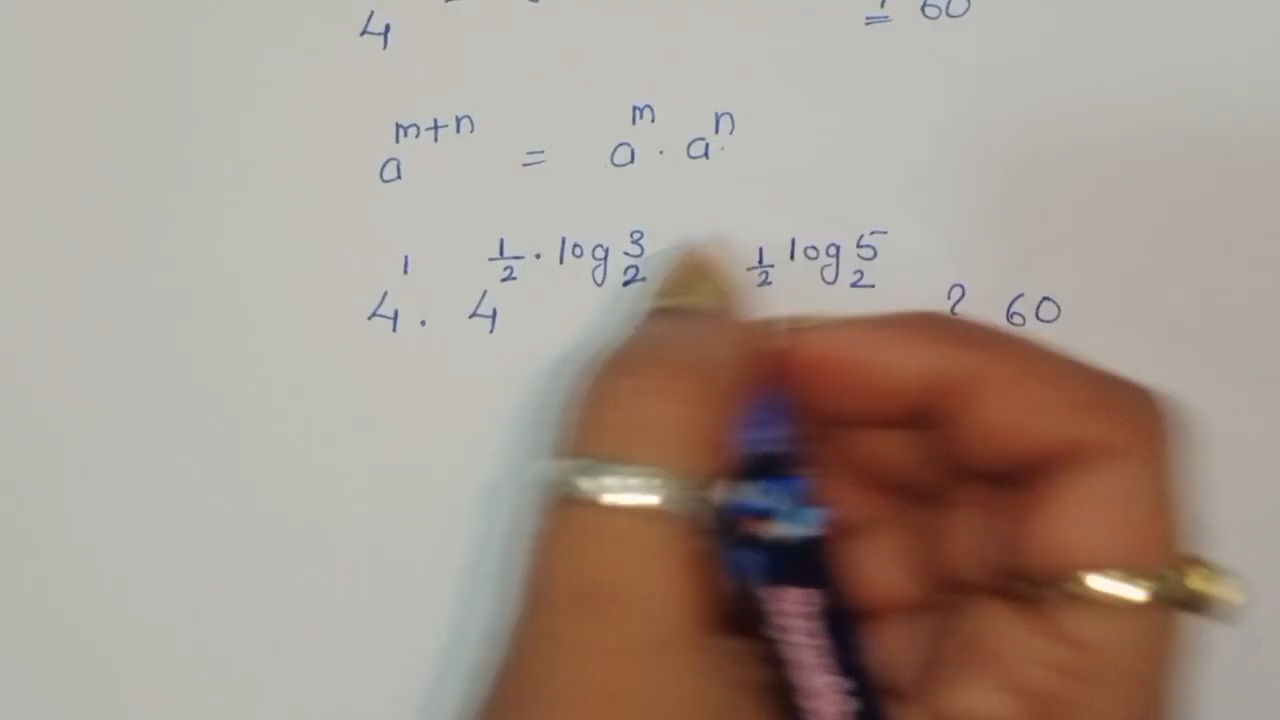 4 = 60
a^{m+n} = a^m . a^n
4^1 . 4^{1/2 . log_2 3} 1/2 log_2 5 ? 60